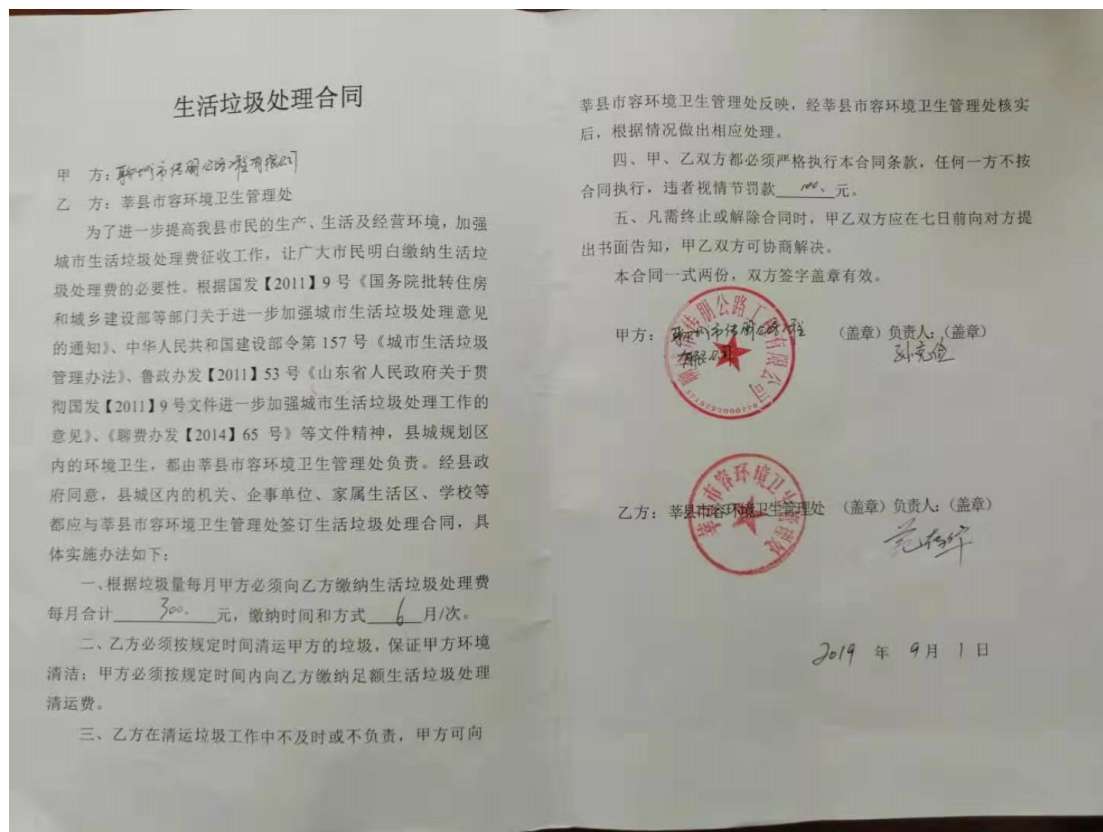 生活垃圾处理合同
甲 方：聊城市传朋公路工程有限公司
乙 方：莘县市容环境卫生管理处
为了进一步提高我县市民的生产、生活及经营环境，加强
城市生活垃圾处理费征收工作，让广大市民明白缴纳生活垃
圾处理费的必要性。根据国发【2011】9 号《国务院批转住房
和城乡建设部等部门关于进一步加强城市生活垃圾处理意见
的通知》、中华人民共和国建设部令第 157 号《城市生活垃圾
管理办法》、鲁政办发【2011】53 号《山东省人民政府关于贯
彻国发【2011】9 号文件进一步加强城市生活垃圾处理工作的
意见》、《聊费办发【2014】65 号》等文件精神，县城规划区
内的环境卫生，都由莘县市容环境卫生管理处负责。经县政
府同意，县城区内的机关、企事业单位、家属生活区、学校等
都应与莘县市容环境卫生管理处签订生活垃圾处理合同，具
体实施办法如下：
一、根据垃圾量每月甲方必须向乙方缴纳生活垃圾处理费
每月合计 300. 元，缴纳时间和方式 6 月/次。
二、乙方必须按规定时间清运甲方的垃圾，保证甲方环境
清洁；甲方必须按规定时间内向乙方缴纳足额生活垃圾处理
清运费。
三、乙方在清运垃圾工作中不及时或不负责，甲方可向
莘县市容环境卫生管理处反映，经莘县市容环境卫生管理处核实
后，根据情况做出相应处理。
四、甲、乙双方都必须严格执行本合同条款，任何一方不按
合同执行，违者视情节罚款 100. 元。
五、凡需终止或解除合同时，甲乙双方应在七日前向对方提
出书面告知，甲乙双方可协商解决。
本合同一式两份，双方签字盖章有效。
甲方：聊城市传朋公路工程 （盖章）负责人：（盖章）
有限公司
聊城市传朋公路工程有限公司
乙方：莘县市容环境卫生管理处 （盖章）负责人：（盖章）
莘县市容环境卫生管理处
2019 年 9 月 1 日